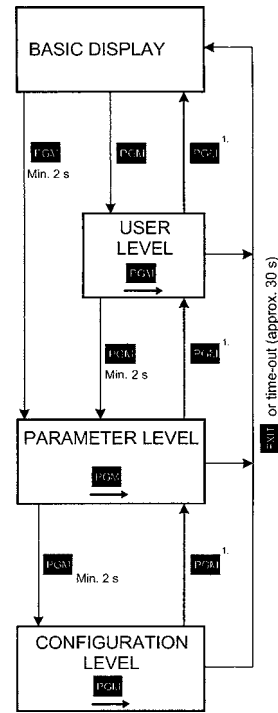 BASIC DISPLAY
PGM
Min. 2 s
PGM
PGM 1.
USER
LEVEL
PGM
PGM
Min. 2 s
PGM 1.
PARAMETER LEVEL
PGM
PGM
Min. 2 s
PGM 1.
CONFIGURATION
LEVEL
PGM
EXIT or time-out (approx. 30 s)